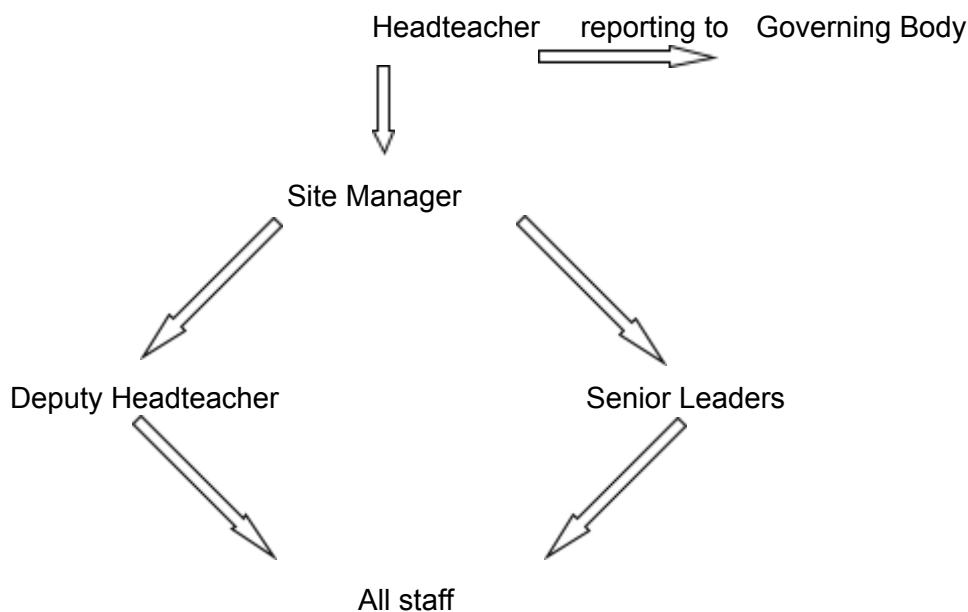 Headteacher reporting to Governing Body
Site Manager
Deputy Headteacher Senior Leaders
All staff